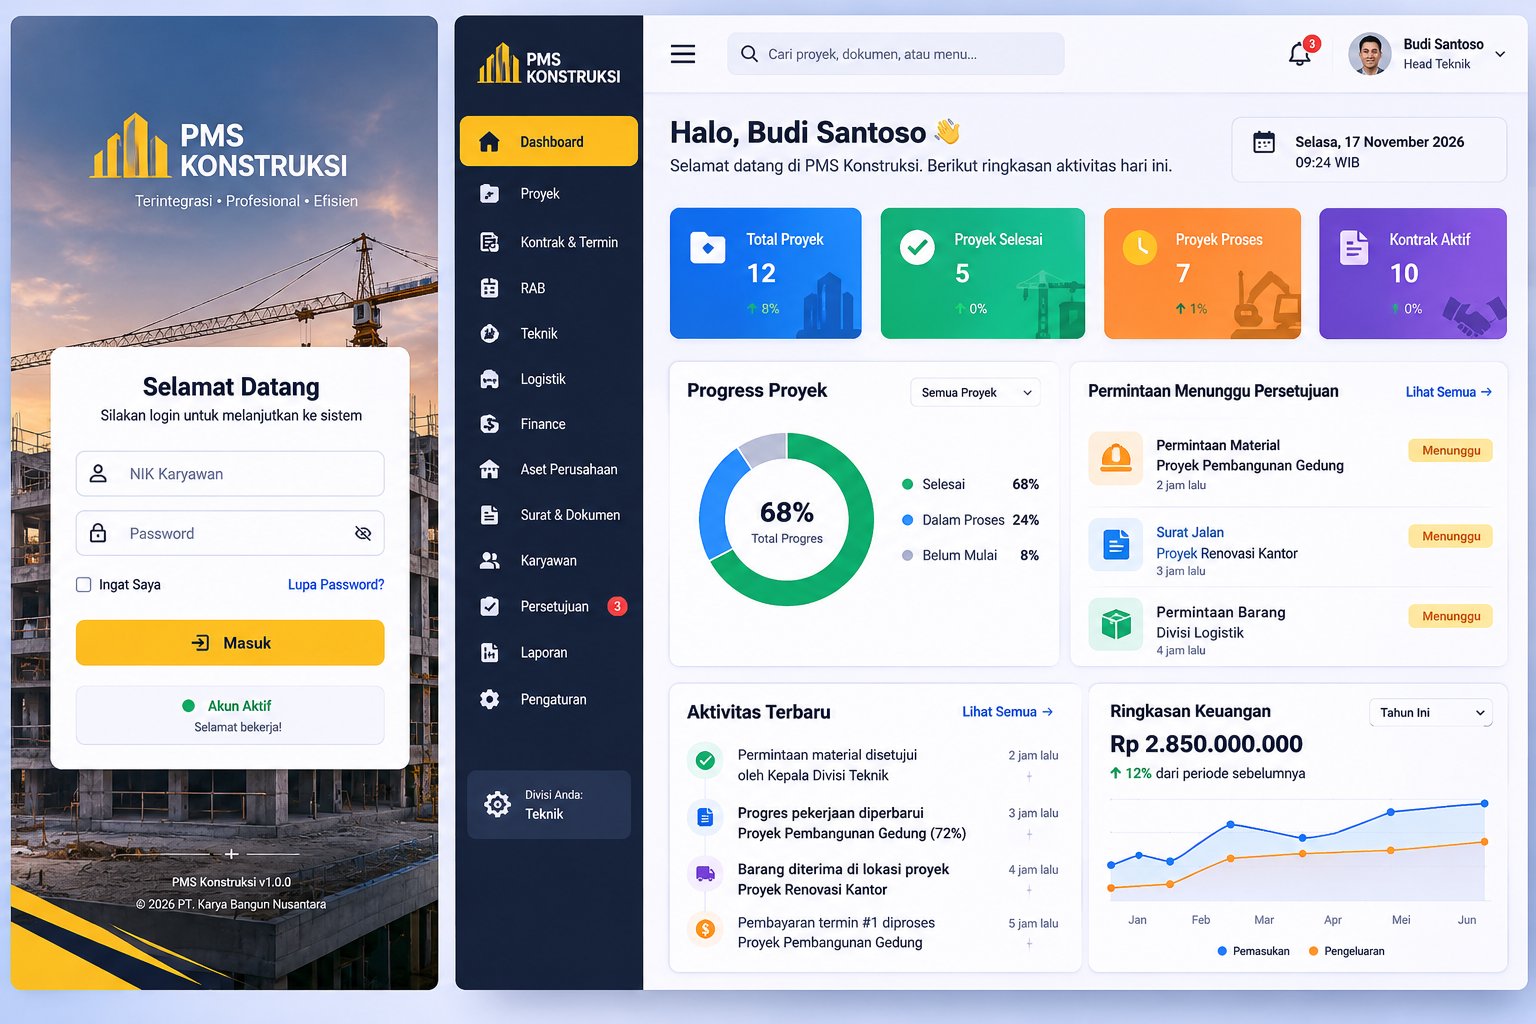 PMS
KONSTRUKSI
Terintegrasi • Profesional • Efisien
Selamat Datang
Silakan login untuk melanjutkan ke sistem
NIK Karyawan
Password
Ingat Saya
Lupa Password?
Masuk
Akun Aktif
Selamat bekerja!
PMS Konstruksi v1.0.0
© 2026 PT. Karya Bangun Nusantara
PMS
KONSTRUKSI
Dashboard
Proyek
Kontrak & Termin
RAB
Teknik
Logistik
Finance
Aset Perusahaan
Surat & Dokumen
Karyawan
Persetujuan 3
Laporan
Pengaturan
Divisi Anda:
Teknik
Cari proyek, dokumen, atau menu...
3
Budi Santoso
Head Teknik
Halo, Budi Santoso 👋
Selamat datang di PMS Konstruksi. Berikut ringkasan aktivitas hari ini.
Selasa, 17 November 2026
09:24 WIB
Total Proyek
12
↑ 8%
Proyek Selesai
5
↑ 0%
Proyek Proses
7
↑ 1%
Kontrak Aktif
10
↑ 0%
Progress Proyek
Semua Proyek
68%
Total Progres
Selesai 68%
Dalam Proses 24%
Belum Mulai 8%
Permintaan Menunggu Persetujuan
Lihat Semua →
Permintaan Material
Proyek Pembangunan Gedung
2 jam lalu
Menunggu
Surat Jalan
Proyek Renovasi Kantor
3 jam lalu
Menunggu
Permintaan Barang
Divisi Logistik
4 jam lalu
Menunggu
Aktivitas Terbaru
Lihat Semua →
Permintaan material disetujui
oleh Kepala Divisi Teknik
2 jam lalu
Progres pekerjaan diperbarui
Proyek Pembangunan Gedung (72%)
3 jam lalu
Barang diterima di lokasi proyek
Proyek Renovasi Kantor
4 jam lalu
Pembayaran termin #1 diproses
Proyek Pembangunan Gedung
5 jam lalu
Ringkasan Keuangan
Tahun Ini
Rp 2.850.000.000
↑ 12% dari periode sebelumnya
Jan Feb Mar Apr Mei Jun
Pemasukan Pengeluaran